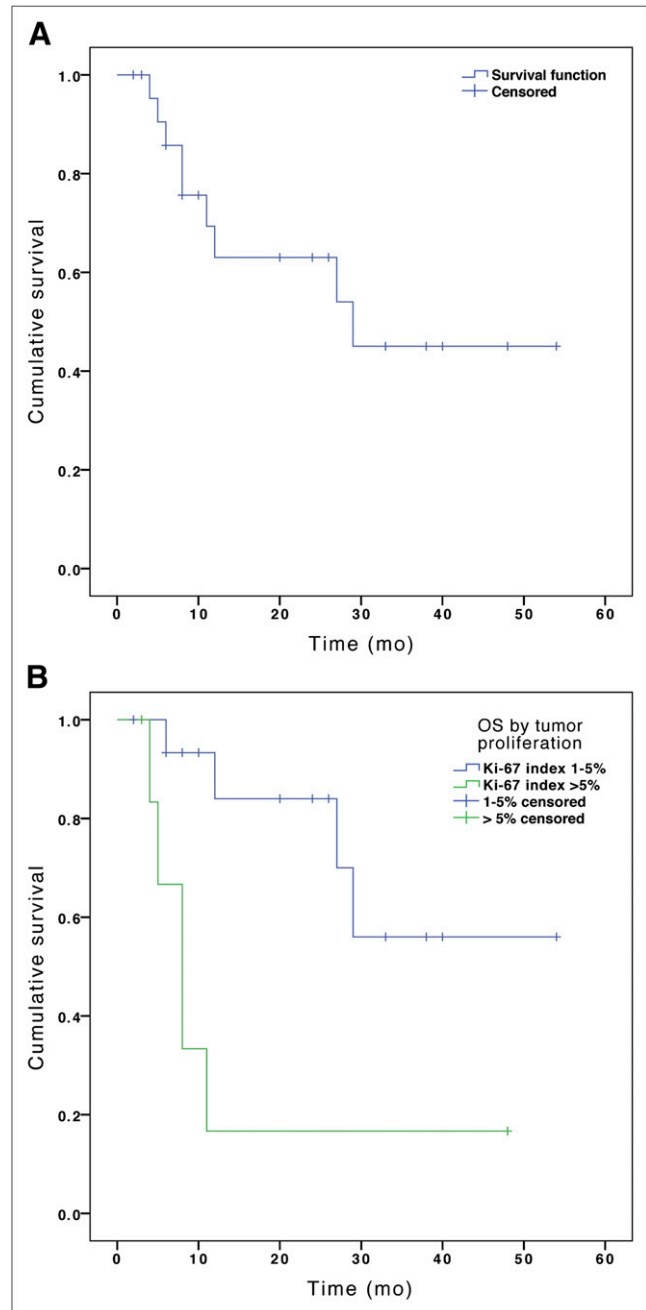 A
Survival function
Censored
1.0
0.8
0.6
0.4
0.2
0.0
Cumulative survival
0 10 20 30 40 50 60
Time (mo)
B
OS by tumor
proliferation
Ki-67 index 1-5%
Ki-67 index >5%
1-5% censored
> 5% censored
1.0
0.8
0.6
0.4
0.2
0.0
Cumulative survival
0 10 20 30 40 50 60
Time (mo)